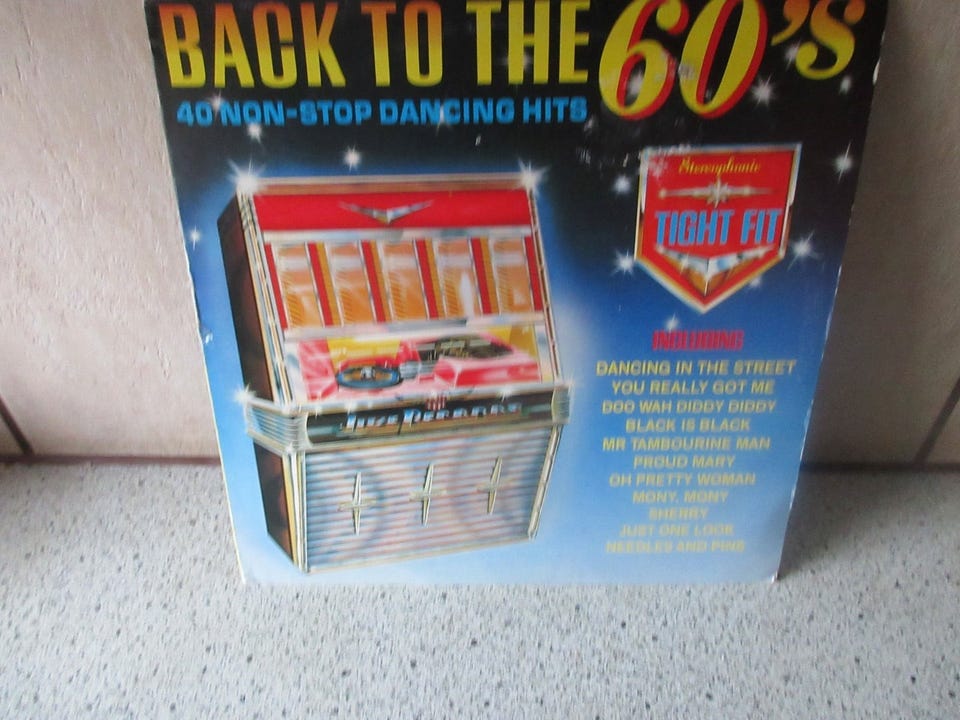 BACK TO THE 60'S
40 NON-STOP DANCING HITS
Stereophonic
TIGHT FIT
INCLUDING
DANCING IN THE STREET
YOU REALLY GOT ME
DOO WAH DIDDY DIDDY
BLACK IS BLACK
MR TAMBOURINE MAN
PROUD MARY
OH PRETTY WOMAN
MONY, MONY
SHERRY
JUST ONE LOOK
NEEDLES AND PINS
Jive Records